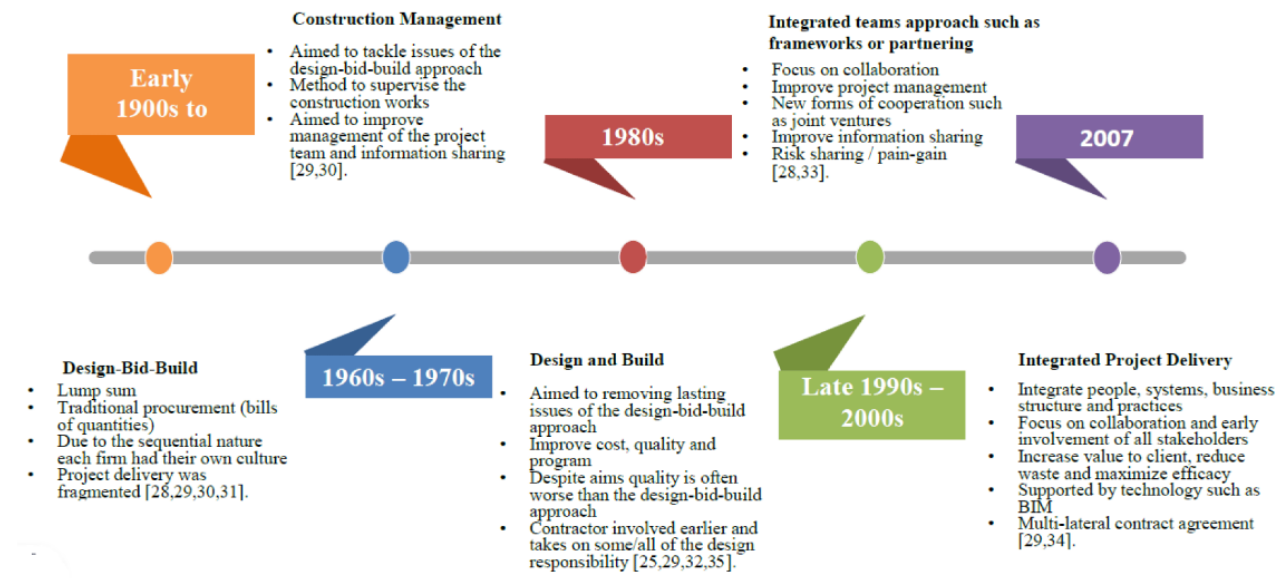 Early
1900s to
Construction Management
• Aimed to tackle issues of the
design-bid-build approach
• Method to supervise the
construction works
• Aimed to improve
management of the project
team and information sharing
[29,30].
1980s
Integrated teams approach such as
frameworks or partnering
• Focus on collaboration
• Improve project management
• New forms of cooperation such
as joint ventures
• Improve information sharing
• Risk sharing / pain-gain
[28,33].
2007
Design-Bid-Build
• Lump sum
• Traditional procurement (bills
of quantities)
• Due to the sequential nature
each firm had their own culture
• Project delivery was
fragmented [28,29,30,31].
1960s – 1970s
Design and Build
• Aimed to removing lasting
issues of the design-bid-build
approach
• Improve cost, quality and
program
• Despite aims quality is often
worse than the design-bid-build
approach
• Contractor involved earlier and
takes on some/all of the design
responsibility [25,29,32,35].
Late 1990s –
2000s
Integrated Project Delivery
• Integrate people, systems, business
structure and practices
• Focus on collaboration and early
involvement of all stakeholders
• Increase value to client, reduce
waste and maximize efficacy
• Supported by technology such as
BIM
• Multi-lateral contract agreement
[29,34].